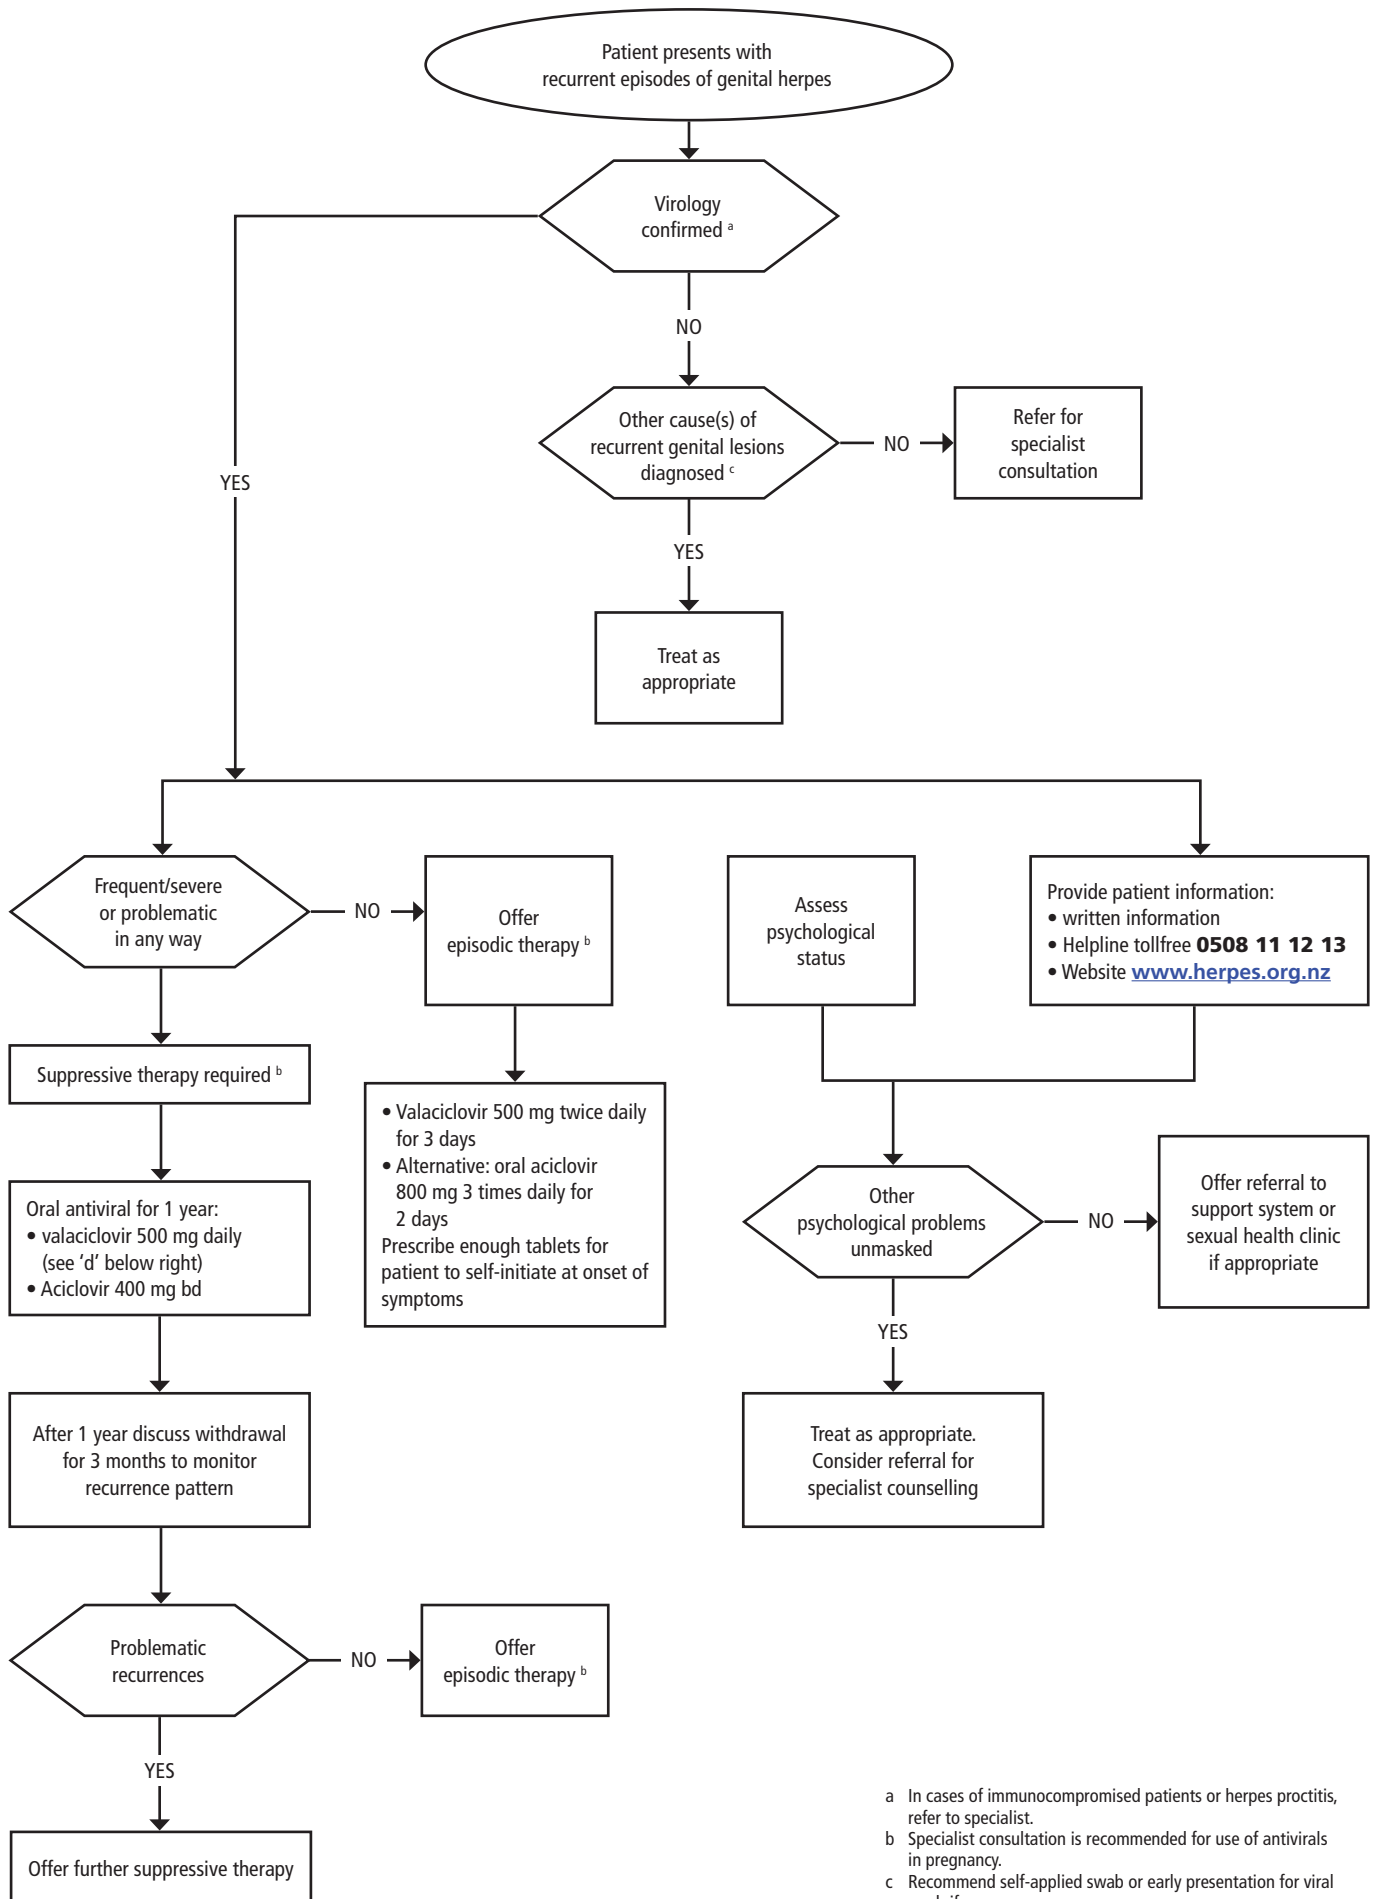 Patient presents with
recurrent episodes of genital herpes
Virology
confirmed a
NO
YES
Other cause(s) of
recurrent genital lesions
diagnosed c
NO
Refer for
specialist
consultation
YES
Treat as
appropriate
Frequent/severe
or problematic
in any way
NO
Offer
episodic therapy b
Assess
psychological
status
Provide patient information:
• written information
• Helpline tollfree 0508 11 12 13
• Website www.herpes.org.nz
Suppressive therapy required b
• Valaciclovir 500 mg twice daily
for 3 days
• Alternative: oral aciclovir
800 mg 3 times daily for
2 days
Prescribe enough tablets for
patient to self-initiate at onset of
symptoms
Oral antiviral for 1 year:
• valaciclovir 500 mg daily
(see ‘d’ below right)
• Aciclovir 400 mg bd
Other
psychological problems
unmasked
NO
Offer referral to
support system or
sexual health clinic
if appropriate
YES
Treat as appropriate.
Consider referral for
specialist counselling
After 1 year discuss withdrawal
for 3 months to monitor
recurrence pattern
Problematic
recurrences
NO
Offer
episodic therapy b
YES
Offer further suppressive therapy
a In cases of immunocompromised patients or herpes proctitis,
refer to specialist.
b Specialist consultation is recommended for use of antivirals
in pregnancy.
c Recommend self-applied swab or early presentation for viral